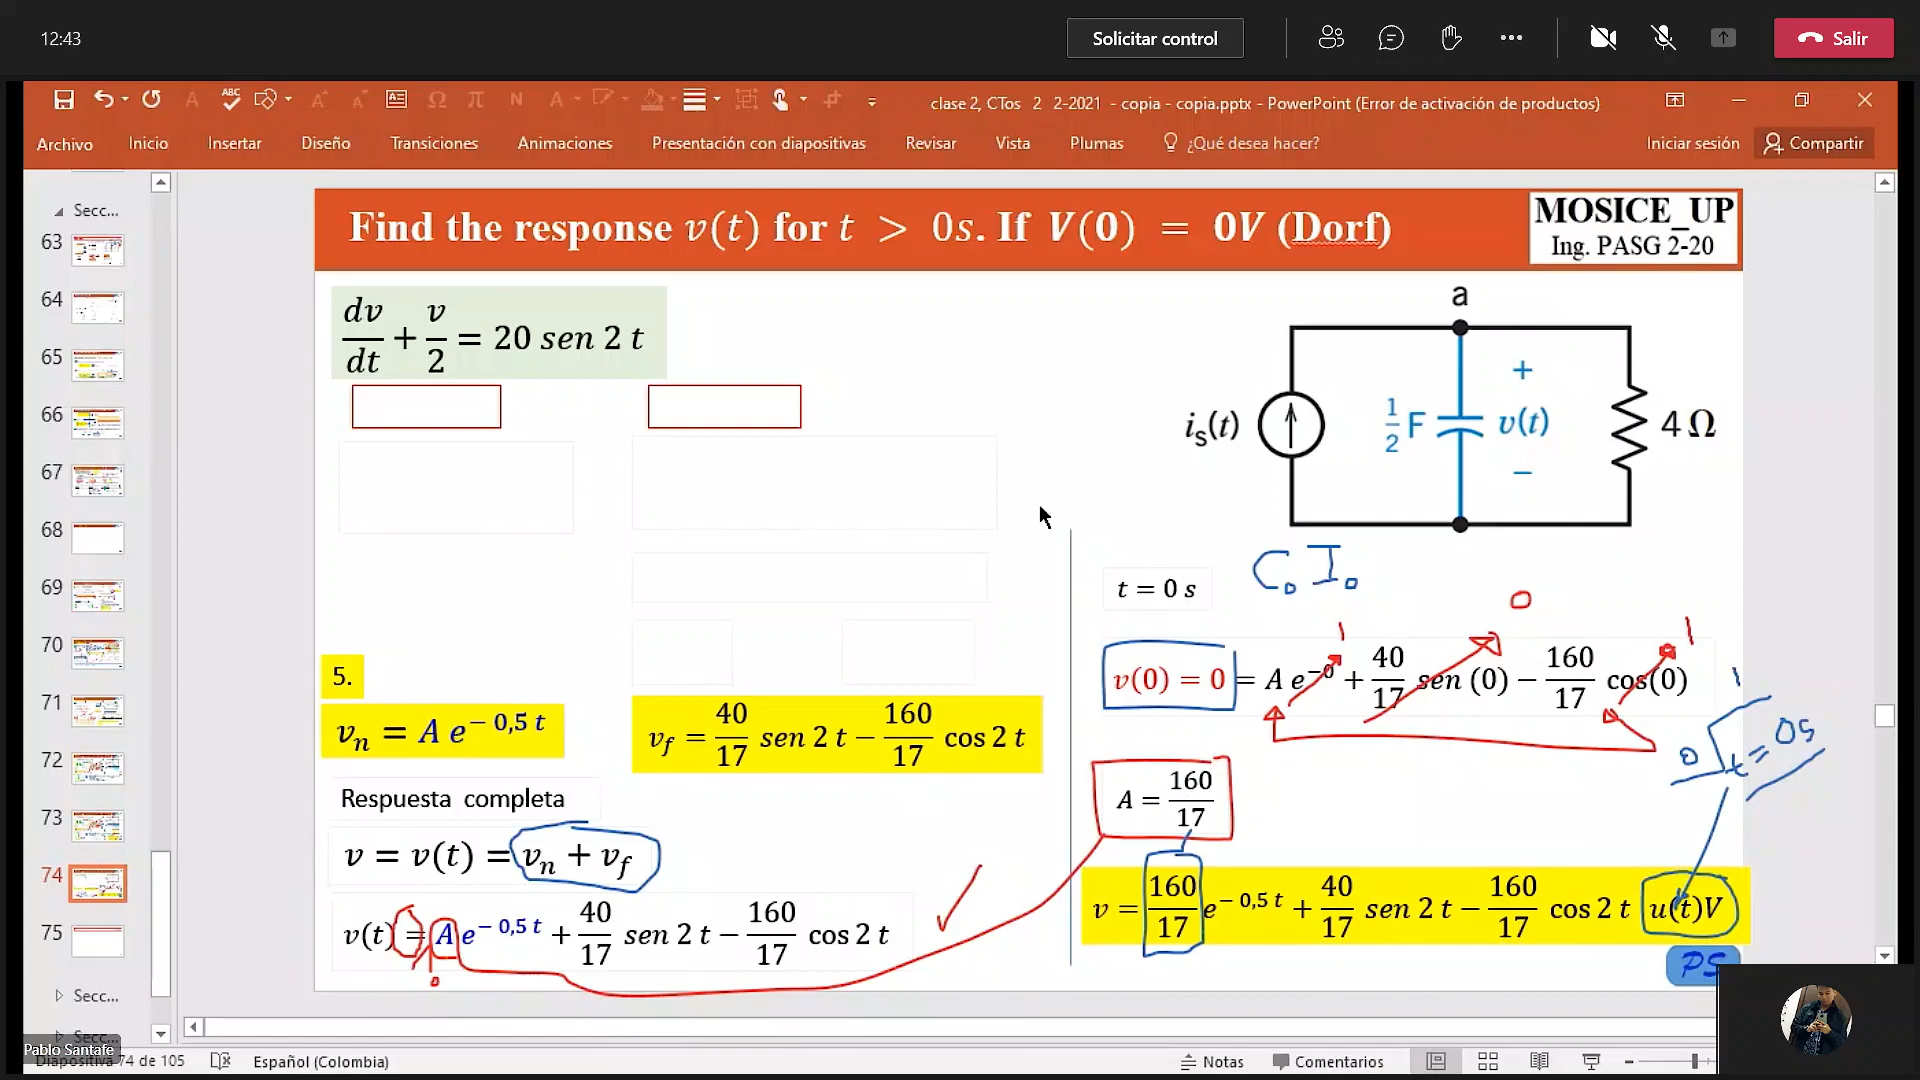 12:43
Solicitar control
Salir
clase 2, CTos 2 2-2021 - copia - copia.pptx - PowerPoint (Error de activación de productos)
Archivo Inicio Insertar Diseño Transiciones Animaciones Presentación con diapositivas Revisar Vista Plumas ¿Qué desea hacer? Iniciar sesión Compartir
Secc...
63
64
65
66
67
68
69
70
71
72
73
74
75
Secc...
Find the response v(t) for t > 0s. If V(0) = 0V (Dorf)
MOSICE_UP
Ing. PASG 2-20
dv/dt + v/2 = 20 sen 2 t
a
i_s(t)
1/2 F
+
v(t)
−
4 Ω
C. I.
t = 0 s
0
1
1
v(0) = 0 = A e^−0 + 40/17 sen (0) − 160/17 cos(0)
5.
v_n = A e^− 0,5 t
v_f = 40/17 sen 2 t − 160/17 cos 2 t
1
0
t = 0s
A = 160/17
Respuesta completa
v = v(t) = v_n + v_f
v(t) = A e^− 0,5 t + 40/17 sen 2 t − 160/17 cos 2 t
v = 160/17 e^− 0,5 t + 40/17 sen 2 t − 160/17 cos 2 t u(t)V
PS
Pablo Santafe
Diapositiva 74 de 105
Español (Colombia)
Notas
Comentarios